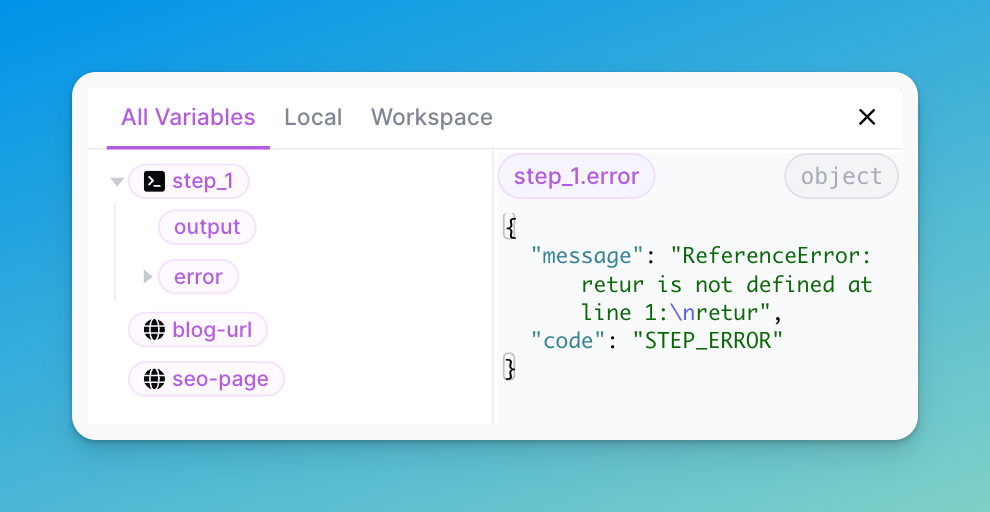 All Variables Local Workspace
step_1
output
error
blog-url
seo-page
step_1.error object
{
"message": "ReferenceError:
retur is not defined at
line 1:\nretur",
"code": "STEP_ERROR"
}